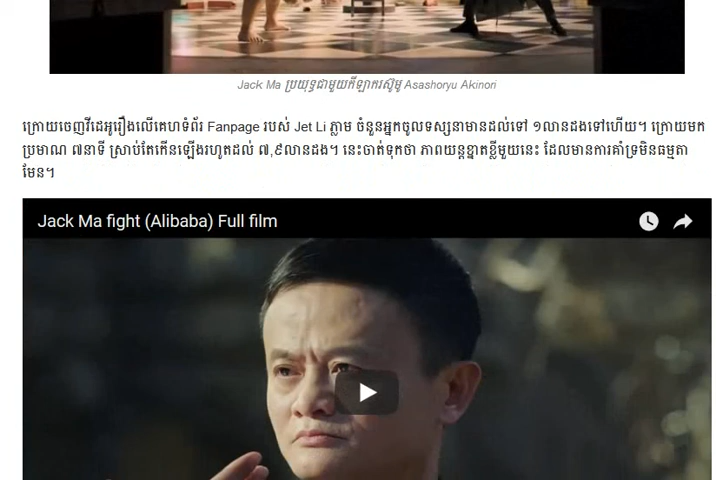 Jack Ma ប្រយុទ្ធជាមួយកីឡាករស៊ូម៉ូ Asashoryu Akinori
ក្រោយចេញវីដេអូរឿងលើគេហទំព័រ Fanpage របស់ Jet Li ភ្លាម ចំនួនអ្នកចូលទស្សនាមានដល់ទៅ ១លានដងទៅហើយ។ ក្រោយមក
ប្រមាណ ៧នាទី ស្រាប់តែកើនឡើងរហូតដល់ ៧,៩លានដង។ នេះចាត់ទុកថា ភាពយន្តខ្នាតខ្លីមួយនេះ ដែលមានការគាំទ្រមិនធម្មតា
មែន។
Jack Ma fight (Alibaba) Full film